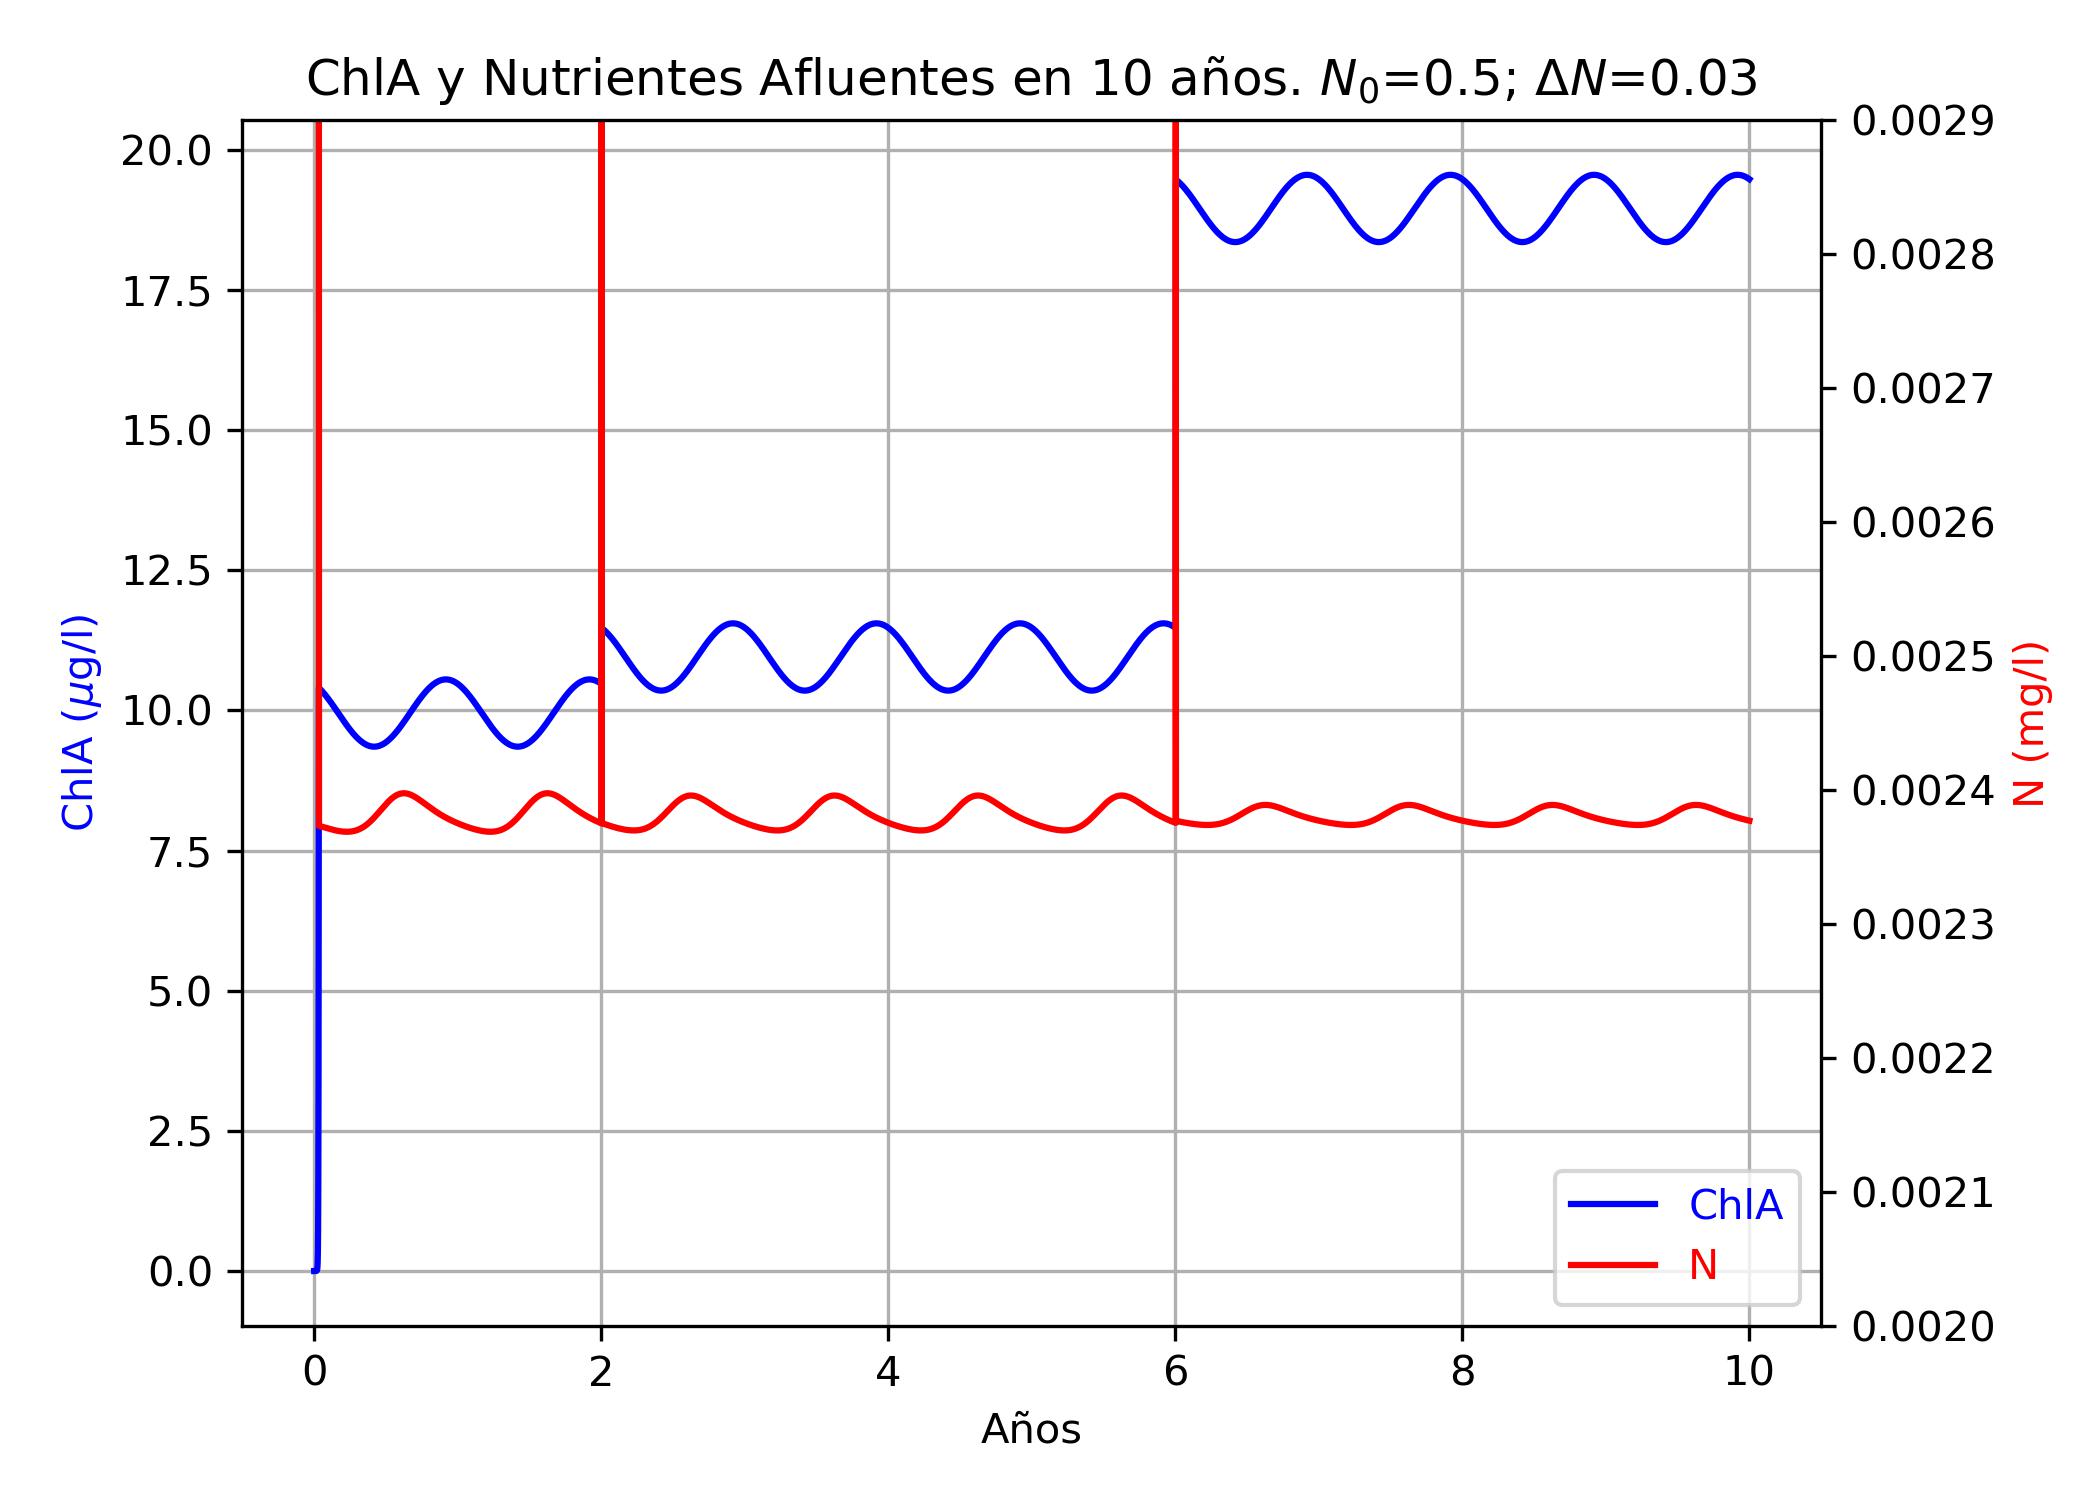 ChlA y Nutrientes Afluentes en 10 años. N₀=0.5; ΔN=0.03
20.0
17.5
15.0
12.5
10.0
7.5
5.0
2.5
0.0
ChlA (μg/l)
0.0029
0.0028
0.0027
0.0026
0.0025
0.0024
0.0023
0.0022
0.0021
0.0020
N (mg/l)
ChlA
N
0 2 4 6 8 10
Años